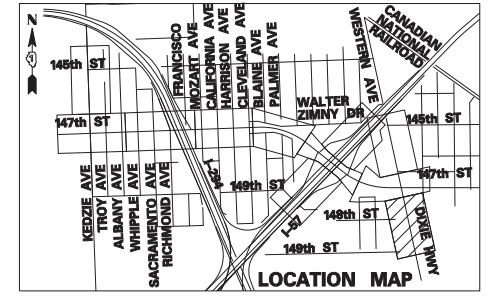 N
CANADIAN
NATIONAL
RAILROAD
WESTERN AVE
FRANCISCO
MOZART AVE
CALIFORNIA AVE
HARRISON AVE
CLEVELAND AVE
BLAINE AVE
PALMER AVE
145th ST
WALTER
ZIMNY DR
147th ST
145th ST
I-294
149th ST
147th ST
KEDZIE AVE
TROY AVE
ALBANY AVE
WHIPPLE AVE
SACRAMENTO AVE
RICHMOND AVE
I-57
148th ST
149th ST
DIXIE HWY
LOCATION MAP